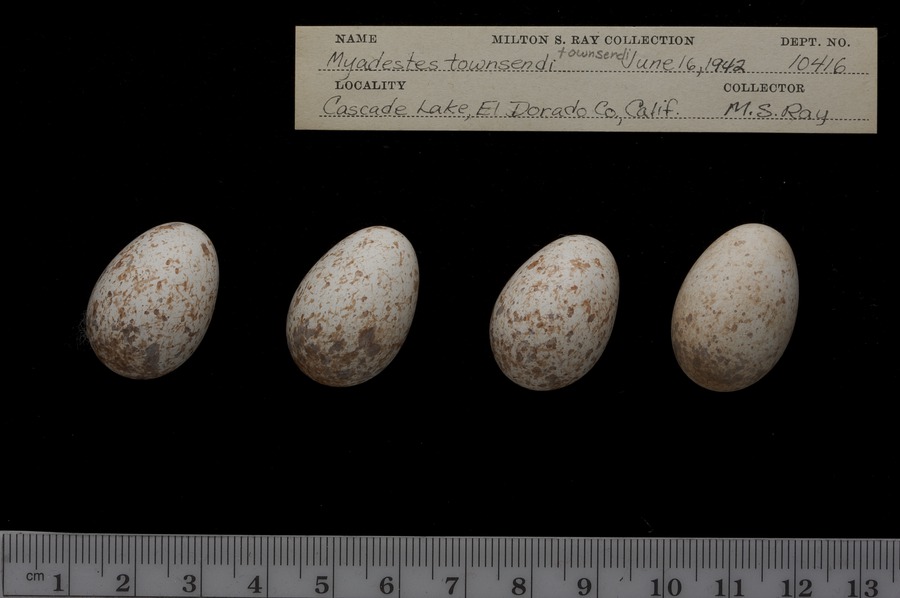 NAME MILTON S. RAY COLLECTION DEPT. NO.
townsendi
Myadestes townsendi June 16, 1942 10416
LOCALITY COLLECTOR
Cascade Lake, El Dorado Co, Calif. M.S. Ray
cm 1 2 3 4 5 6 7 8 9 10 11 12 13